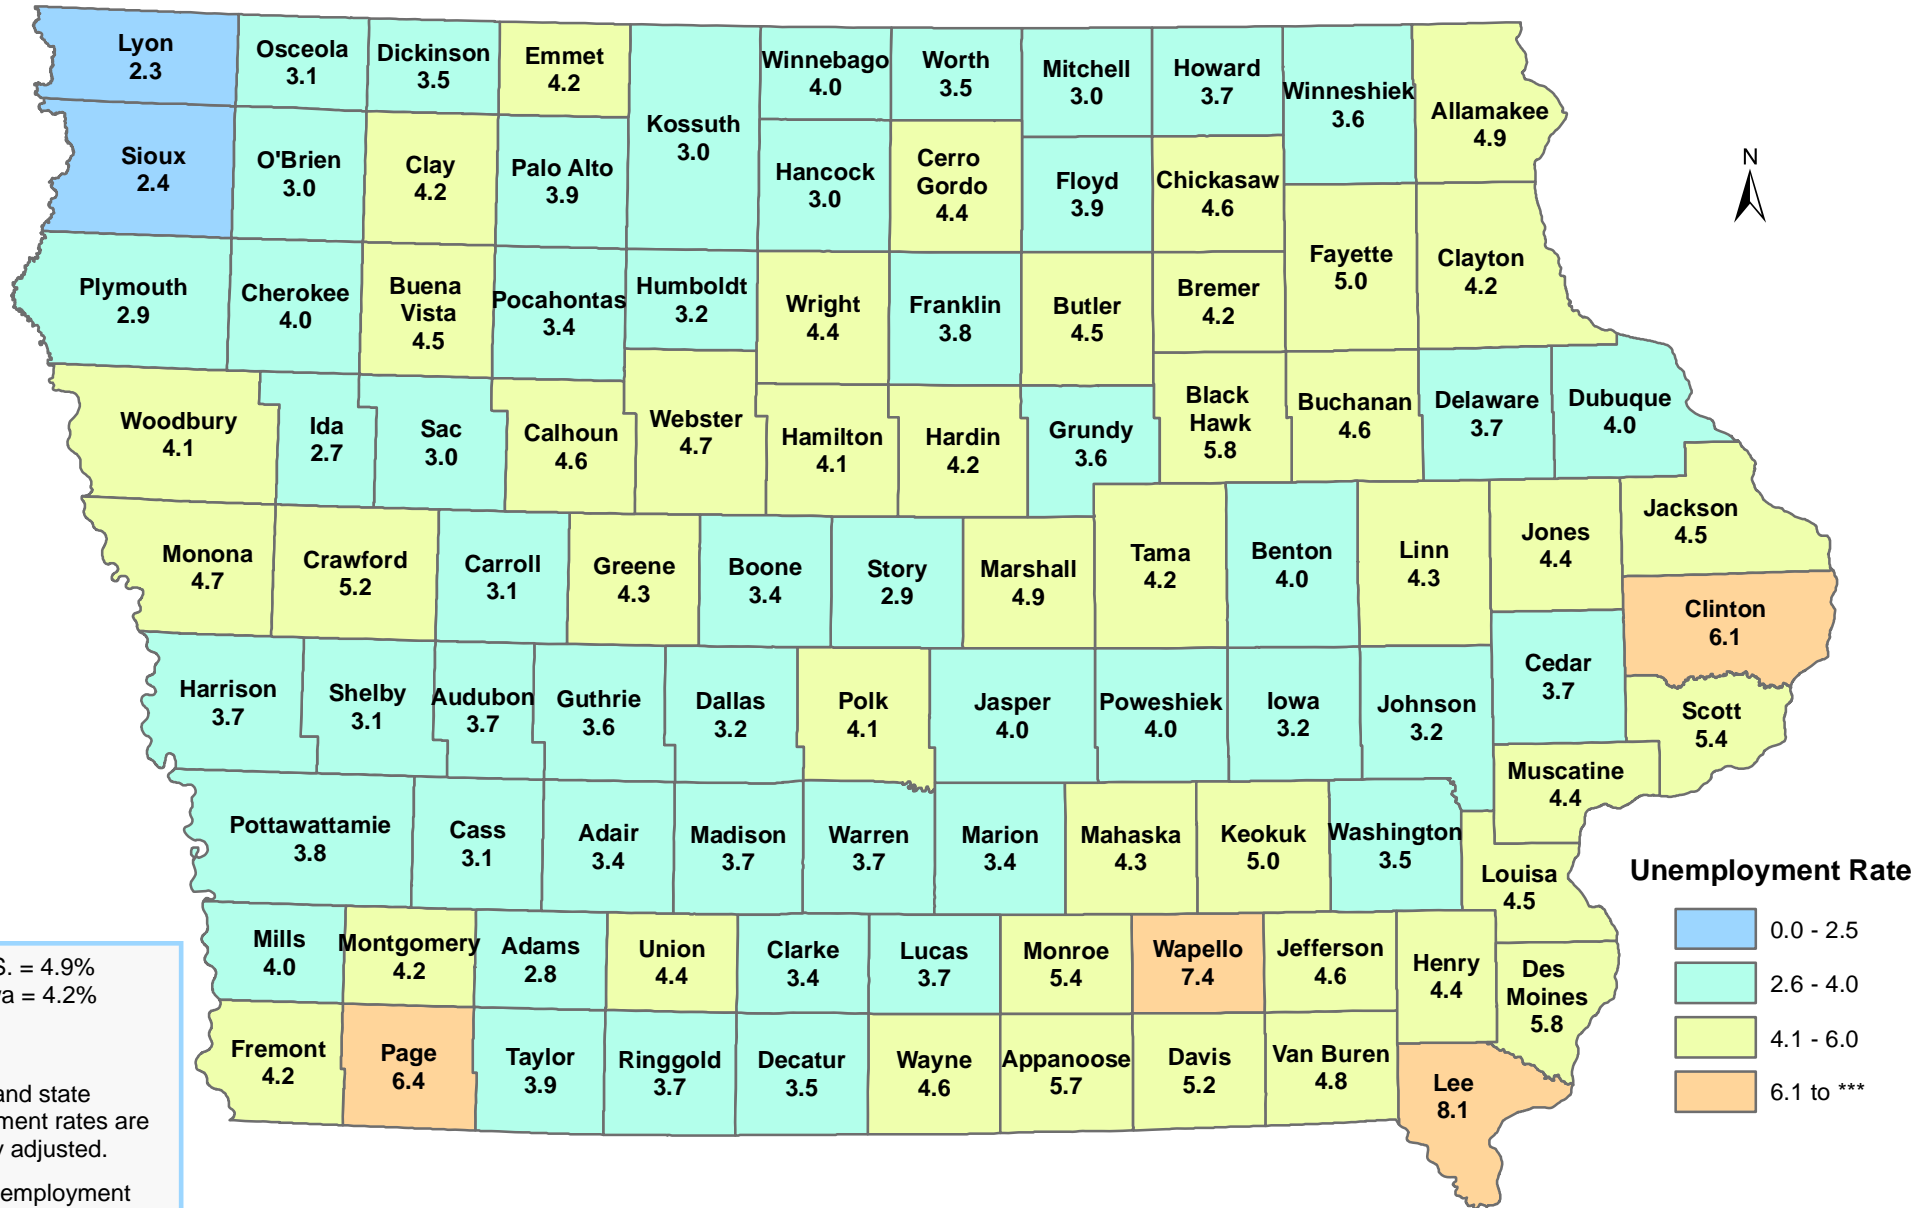 Lyon
2.3
Osceola
3.1
Dickinson
3.5
Emmet
4.2
Kossuth
3.0
Winnebago
4.0
Worth
3.5
Mitchell
3.0
Howard
3.7
Winneshiek
3.6
Allamakee
4.9
N
Sioux
2.4
O'Brien
3.0
Clay
4.2
Palo Alto
3.9
Hancock
3.0
Cerro
Gordo
4.4
Floyd
3.9
Chickasaw
4.6
Fayette
5.0
Clayton
4.2
Plymouth
2.9
Cherokee
4.0
Buena
Vista
4.5
Pocahontas
3.4
Humboldt
3.2
Wright
4.4
Franklin
3.8
Butler
4.5
Bremer
4.2
Woodbury
4.1
Ida
2.7
Sac
3.0
Calhoun
4.6
Webster
4.7
Hamilton
4.1
Hardin
4.2
Grundy
3.6
Black
Hawk
5.8
Buchanan
4.6
Delaware
3.7
Dubuque
4.0
Monona
4.7
Crawford
5.2
Carroll
3.1
Greene
4.3
Boone
3.4
Story
2.9
Marshall
4.9
Tama
4.2
Benton
4.0
Linn
4.3
Jones
4.4
Jackson
4.5
Clinton
6.1
Harrison
3.7
Shelby
3.1
Audubon
3.7
Guthrie
3.6
Dallas
3.2
Polk
4.1
Jasper
4.0
Poweshiek
4.0
Iowa
3.2
Johnson
3.2
Cedar
3.7
Scott
5.4
Muscatine
4.4
Pottawattamie
3.8
Cass
3.1
Adair
3.4
Madison
3.7
Warren
3.7
Marion
3.4
Mahaska
4.3
Keokuk
5.0
Washington
3.5
Louisa
4.5
Mills
4.0
Montgomery
4.2
Adams
2.8
Union
4.4
Clarke
3.4
Lucas
3.7
Monroe
5.4
Wapello
7.4
Jefferson
4.6
Henry
4.4
Des
Moines
5.8
Fremont
4.2
Page
6.4
Taylor
3.9
Ringgold
3.7
Decatur
3.5
Wayne
4.6
Appanoose
5.7
Davis
5.2
Van Buren
4.8
Lee
8.1
Unemployment Rate
0.0 - 2.5
2.6 - 4.0
4.1 - 6.0
6.1 to ***
S. = 4.9%
va = 4.2%
and state
ment rates are
y adjusted.
employment